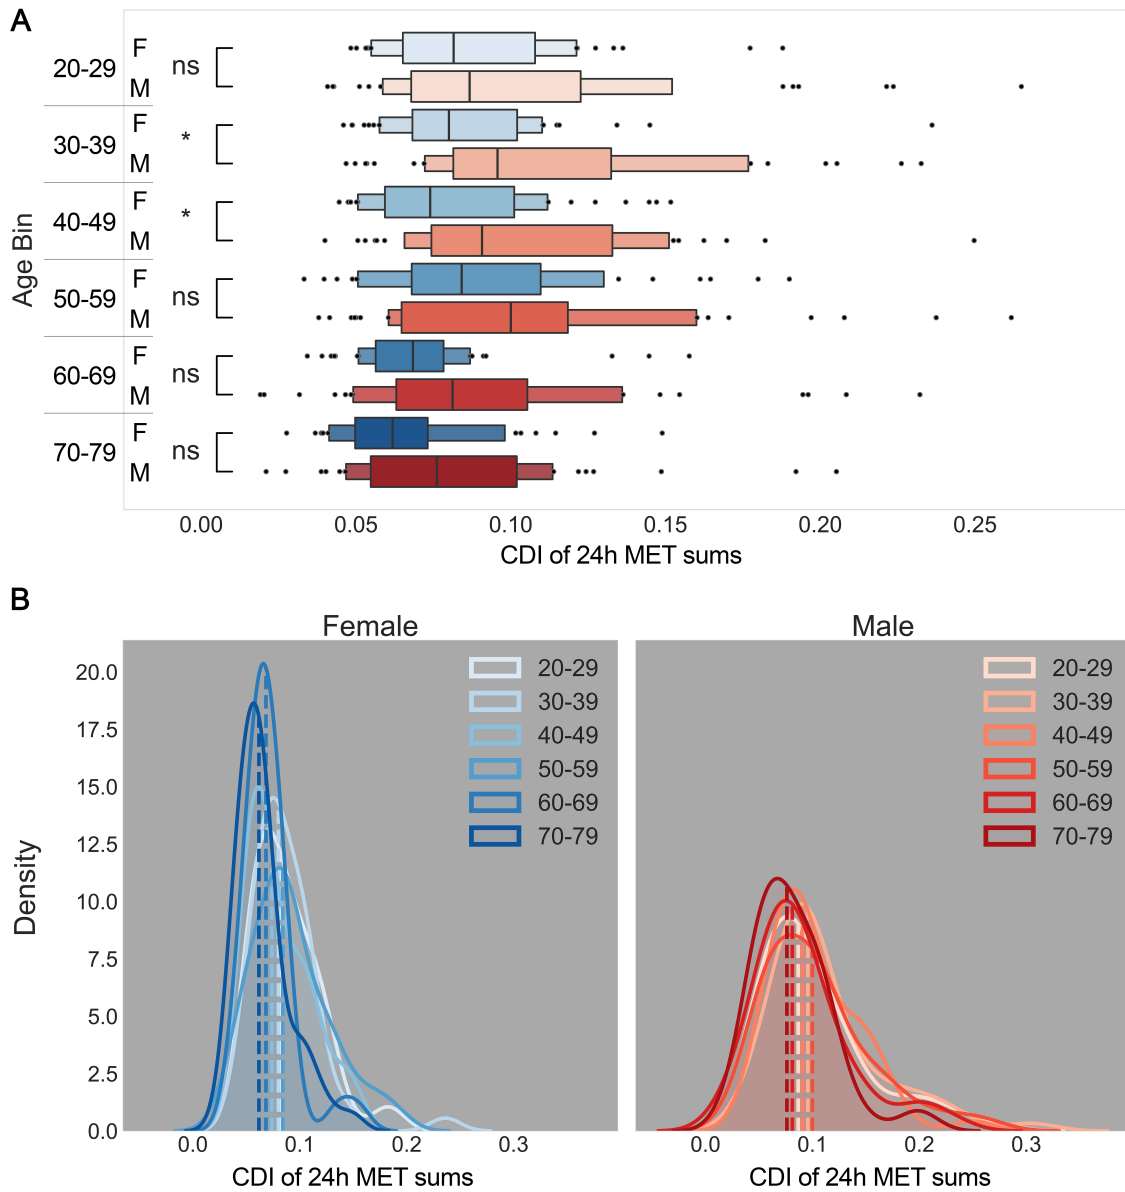 A
Age Bin
20-29 F M ns
30-39 F M *
40-49 F M *
50-59 F M ns
60-69 F M ns
70-79 F M ns
0.00 0.05 0.10 0.15 0.20 0.25
CDI of 24h MET sums
B
Female
Density
20.0
17.5
15.0
12.5
10.0
7.5
5.0
2.5
0.0
20-29
30-39
40-49
50-59
60-69
70-79
0.0 0.1 0.2 0.3
CDI of 24h MET sums
Male
20-29
30-39
40-49
50-59
60-69
70-79
0.0 0.1 0.2 0.3
CDI of 24h MET sums